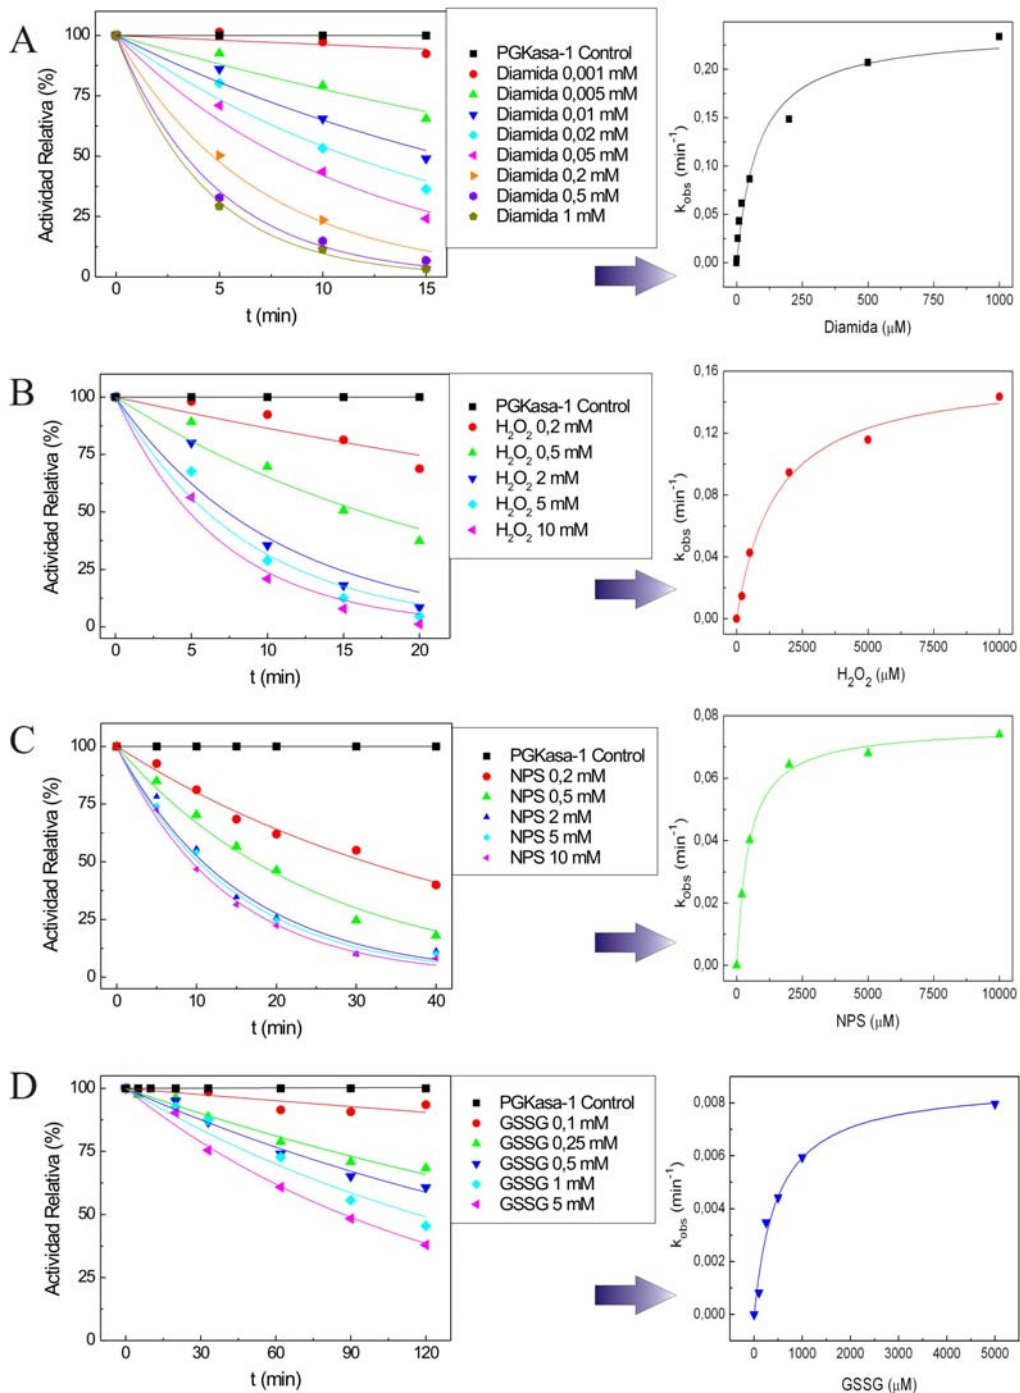 A
Actividad Relativa (%)
100
75
50
25
0
0 5 10 15
t (min)
PGKasa-1 Control
Diamida 0,001 mM
Diamida 0,005 mM
Diamida 0,01 mM
Diamida 0,02 mM
Diamida 0,05 mM
Diamida 0,2 mM
Diamida 0,5 mM
Diamida 1 mM
k_obs (min⁻¹)
0,20
0,15
0,10
0,05
0,00
0 250 500 750 1000
Diamida (µM)
B
Actividad Relativa (%)
100
75
50
25
0
0 5 10 15 20
t (min)
PGKasa-1 Control
H₂O₂ 0,2 mM
H₂O₂ 0,5 mM
H₂O₂ 2 mM
H₂O₂ 5 mM
H₂O₂ 10 mM
k_obs (min⁻¹)
0,16
0,12
0,08
0,04
0,00
0 2500 5000 7500 10000
H₂O₂ (µM)
C
Actividad Relativa (%)
100
75
50
25
0
0 10 20 30 40
t (min)
PGKasa-1 Control
NPS 0,2 mM
NPS 0,5 mM
NPS 2 mM
NPS 5 mM
NPS 10 mM
k_obs (min⁻¹)
0,08
0,06
0,04
0,02
0,00
0 2500 5000 7500 10000
NPS (µM)
D
Actividad Relativa (%)
100
75
50
25
0
0 30 60 90 120
t (min)
PGKasa-1 Control
GSSG 0,1 mM
GSSG 0,25 mM
GSSG 0,5 mM
GSSG 1 mM
GSSG 5 mM
k_obs (min⁻¹)
0,008
0,006
0,004
0,002
0,000
0 1000 2000 3000 4000 5000
GSSG (µM)